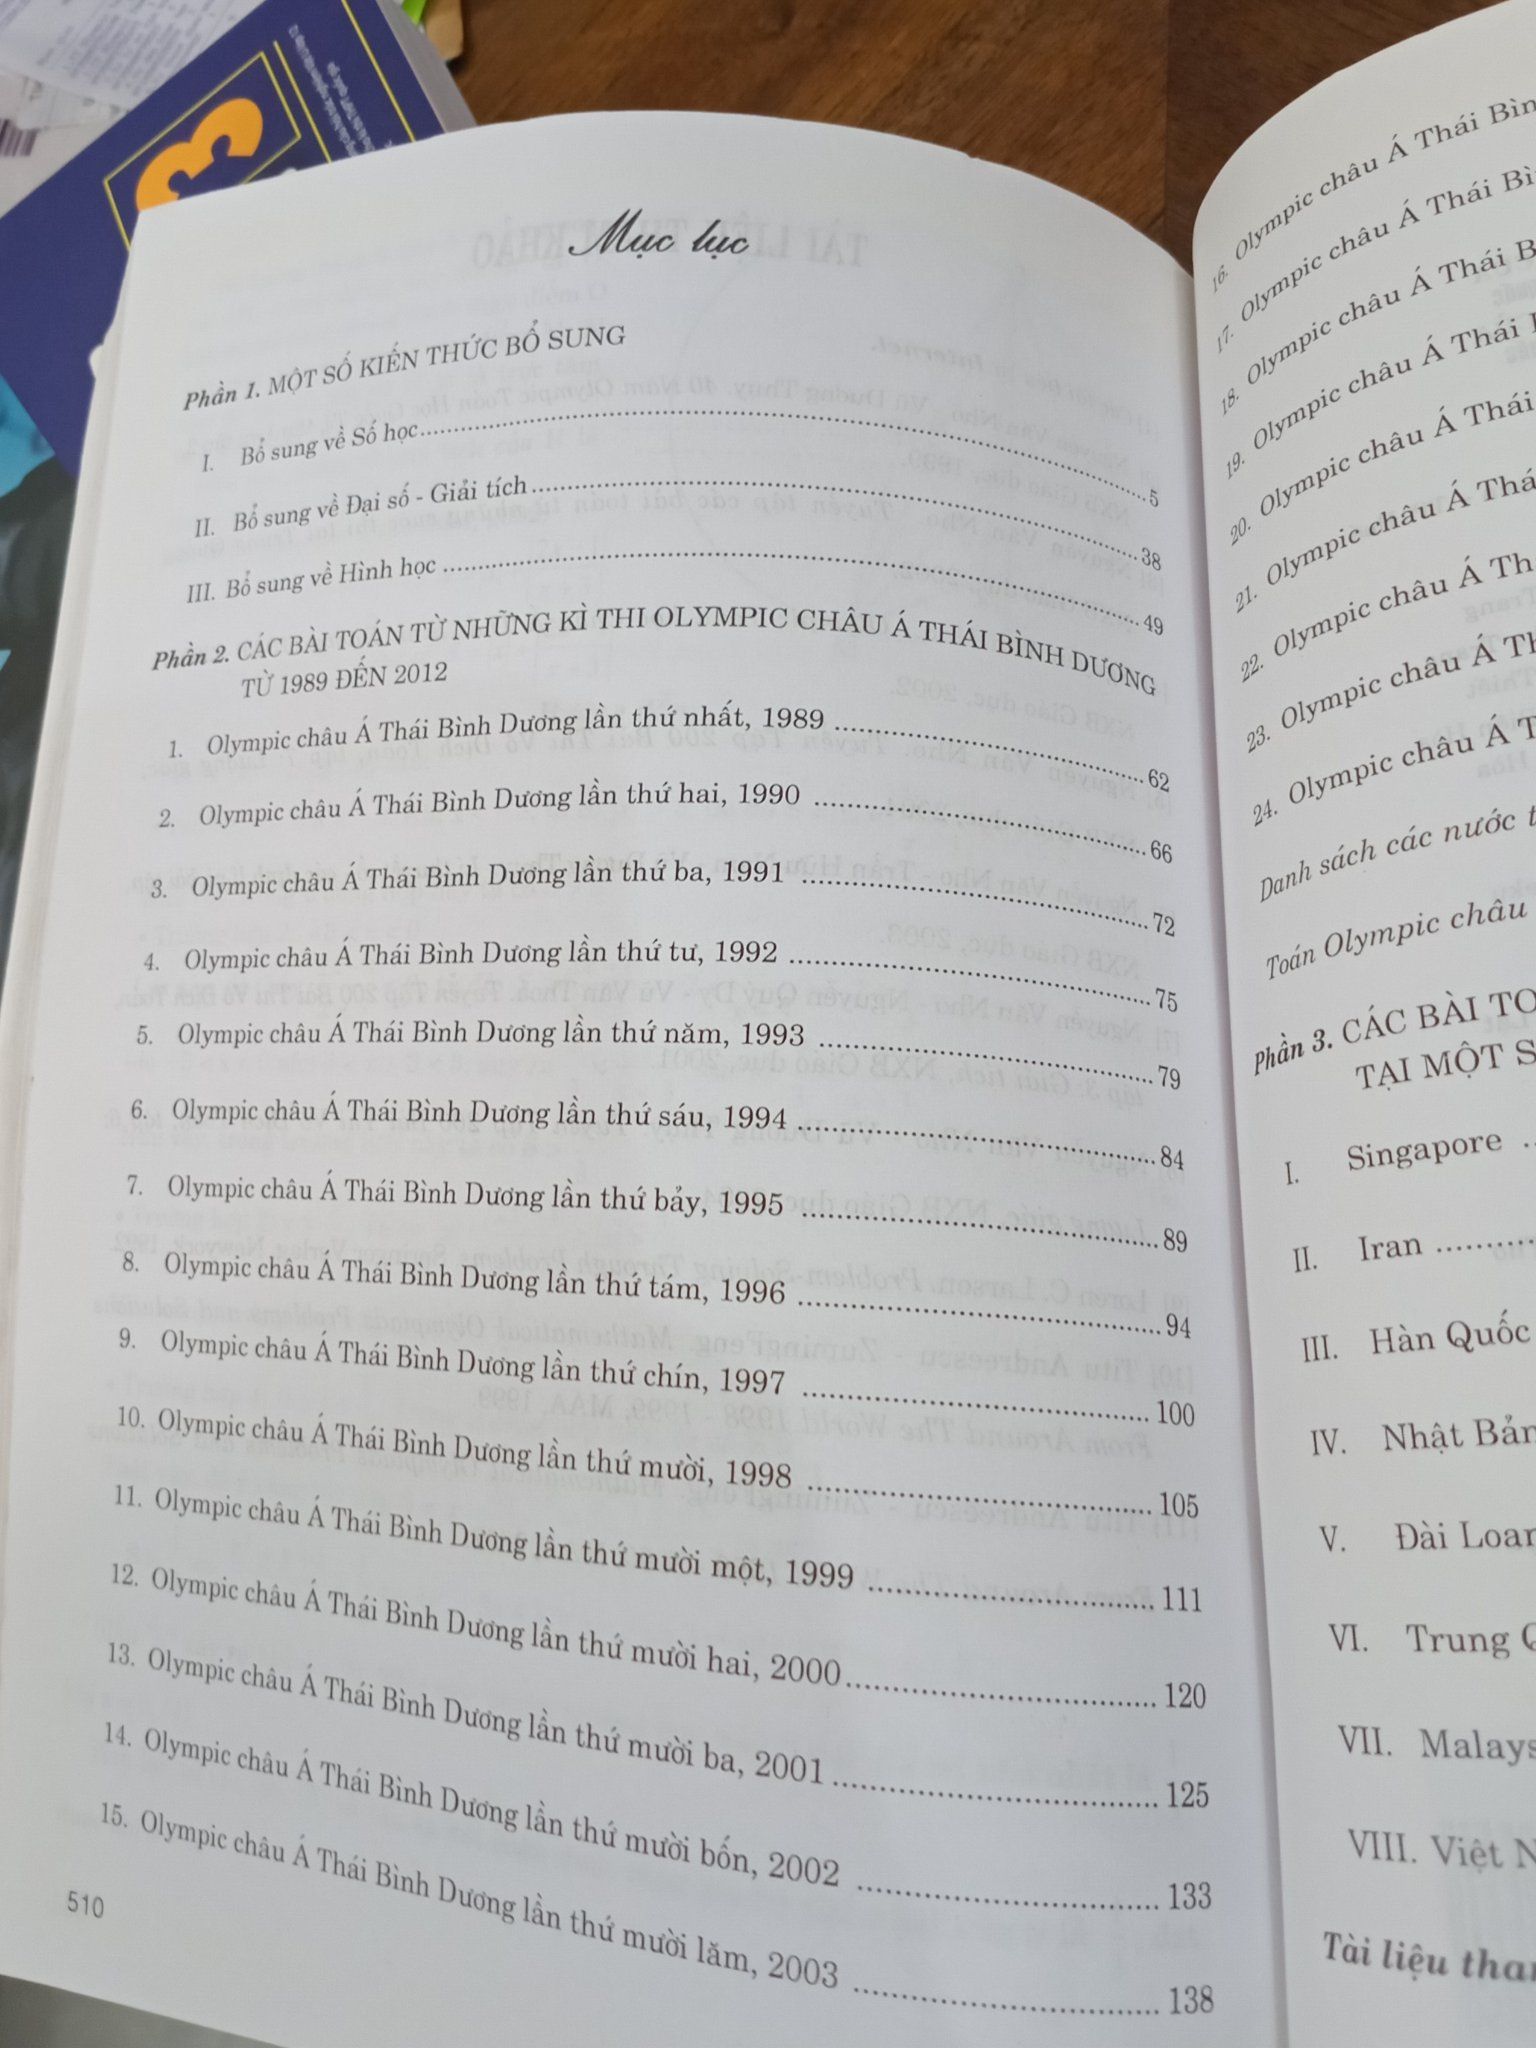 Mục lục
Phần 1. MỘT SỐ KIẾN THỨC BỔ SUNG
I. Bổ sung về Số học 5
II. Bổ sung về Đại số - Giải tích 38
III. Bổ sung về Hình học 49
Phần 2. CÁC BÀI TOÁN TỪ NHỮNG KÌ THI OLYMPIC CHÂU Á THÁI BÌNH DƯƠNG
TỪ 1989 ĐẾN 2012
1. Olympic châu Á Thái Bình Dương lần thứ nhất, 1989 62
2. Olympic châu Á Thái Bình Dương lần thứ hai, 1990 66
3. Olympic châu Á Thái Bình Dương lần thứ ba, 1991 72
4. Olympic châu Á Thái Bình Dương lần thứ tư, 1992 75
5. Olympic châu Á Thái Bình Dương lần thứ năm, 1993 79
6. Olympic châu Á Thái Bình Dương lần thứ sáu, 1994 84
7. Olympic châu Á Thái Bình Dương lần thứ bảy, 1995 89
8. Olympic châu Á Thái Bình Dương lần thứ tám, 1996 94
9. Olympic châu Á Thái Bình Dương lần thứ chín, 1997 100
10. Olympic châu Á Thái Bình Dương lần thứ mười, 1998 105
11. Olympic châu Á Thái Bình Dương lần thứ mười một, 1999 111
12. Olympic châu Á Thái Bình Dương lần thứ mười hai, 2000 120
13. Olympic châu Á Thái Bình Dương lần thứ mười ba, 2001 125
14. Olympic châu Á Thái Bình Dương lần thứ mười bốn, 2002 133
15. Olympic châu Á Thái Bình Dương lần thứ mười lăm, 2003 138
510
16. Olympic châu Á Thái Bìn
17. Olympic châu Á Thái Bì
18. Olympic châu Á Thái B
19. Olympic châu Á Thái
20. Olympic châu Á Thái
21. Olympic châu Á Thá
22. Olympic châu Á Th
23. Olympic châu Á Th
24. Olympic châu Á T
Danh sách các nước t
Toán Olympic châu
Phần 3. CÁC BÀI TO
TẠI MỘT S
I. Singapore
II. Iran
III. Hàn Quốc
IV. Nhật Bản
V. Đài Loan
VI. Trung Q
VII. Malays
VIII. Việt N
Tài liệu tha